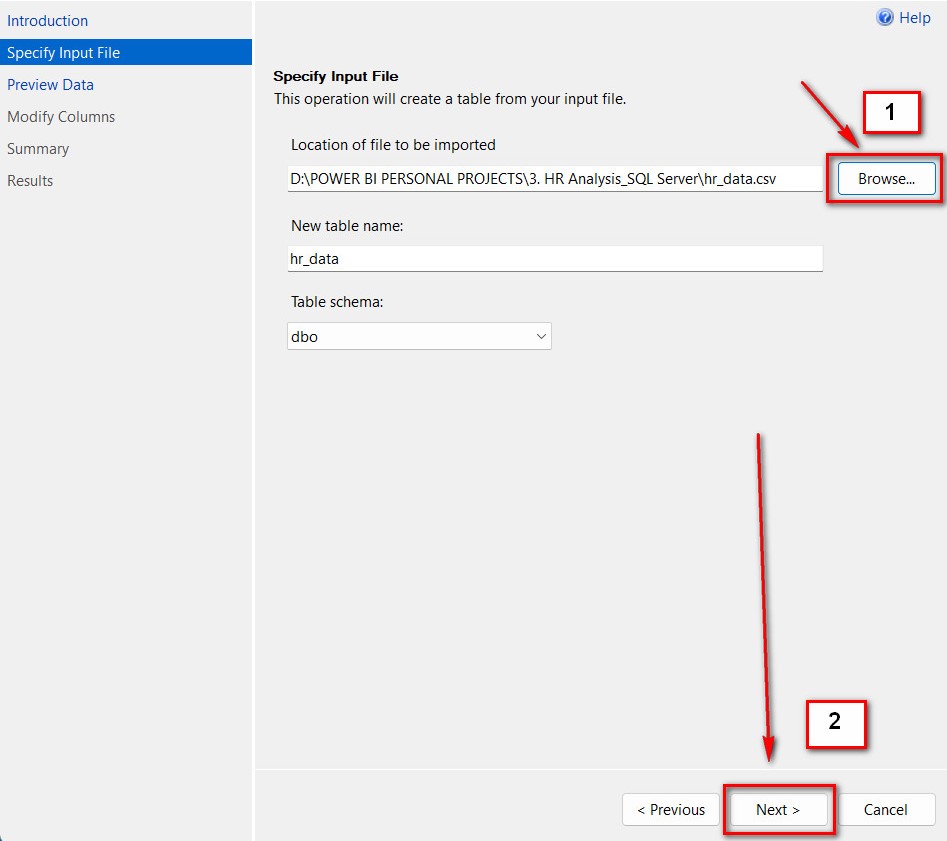 Introduction
Specify Input File
Preview Data
Modify Columns
Summary
Results
Help
Specify Input File
This operation will create a table from your input file.
Location of file to be imported
D:\POWER BI PERSONAL PROJECTS\3. HR Analysis_SQL Server\hr_data.csv
Browse...
1
New table name:
hr_data
Table schema:
dbo
2
< Previous
Next >
Cancel